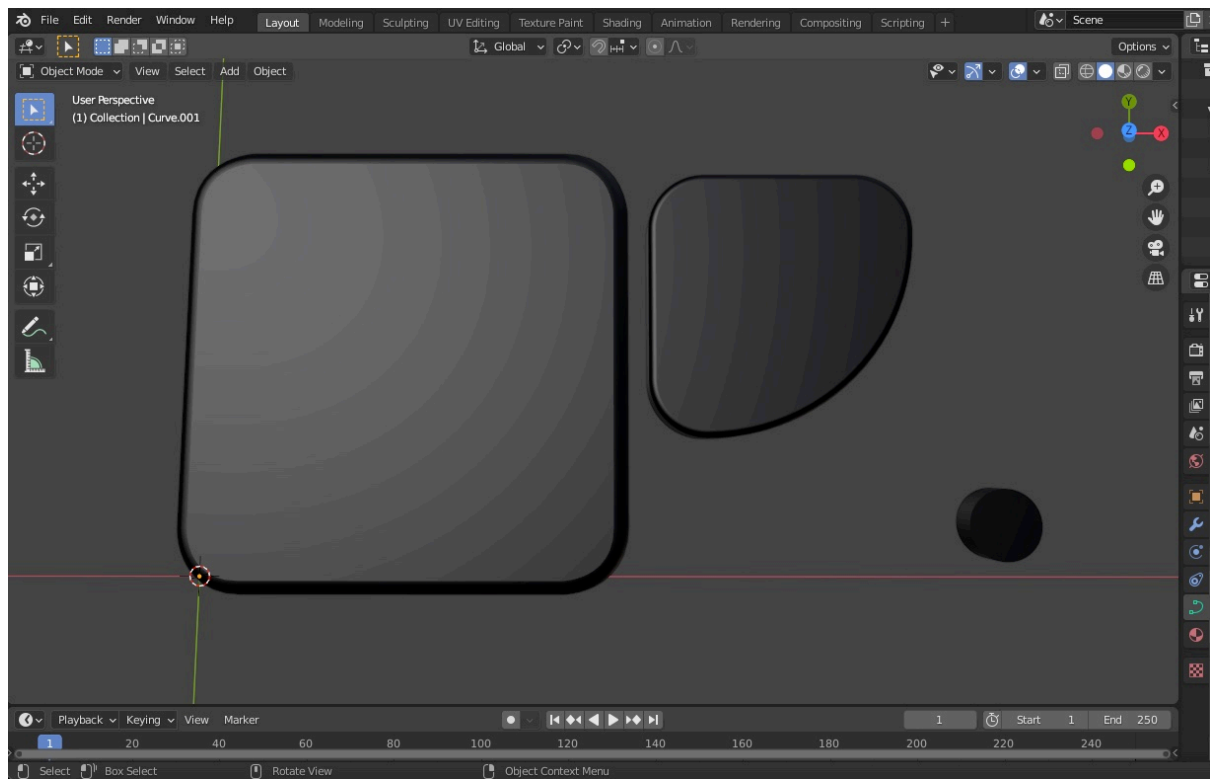 File Edit Render Window Help Layout Modeling Sculpting UV Editing Texture Paint Shading Animation Rendering Compositing Scripting + Scene
Global Options
Object Mode View Select Add Object
User Perspective
(1) Collection | Curve.001
Y
Z X
Playback Keying View Marker 1 Start 1 End 250
1 20 40 60 80 100 120 140 160 180 200 220 240
Select Box Select Rotate View Object Context Menu